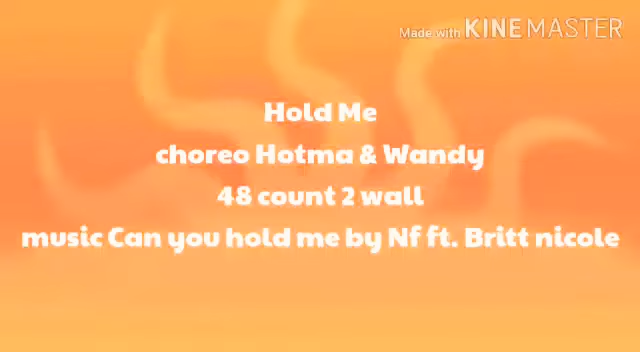 Made with KINEMASTER
Hold Me
choreo Hotma & Wandy
48 count 2 wall
music Can you hold me by Nf ft. Britt nicole